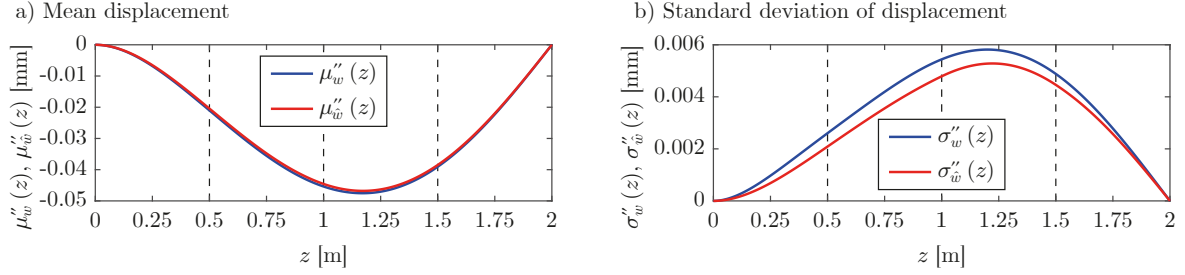 a) Mean displacement
μ″_w (z), μ″_ŵ (z) [mm]
0
-0.01
-0.02
-0.03
-0.04
-0.05
μ″_w (z)
μ″_ŵ (z)
0 0.25 0.5 0.75 1 1.25 1.5 1.75 2
z [m]
b) Standard deviation of displacement
σ″_w (z), σ″_ŵ (z) [mm]
0.006
0.004
0.002
0
σ″_w (z)
σ″_ŵ (z)
0 0.25 0.5 0.75 1 1.25 1.5 1.75 2
z [m]